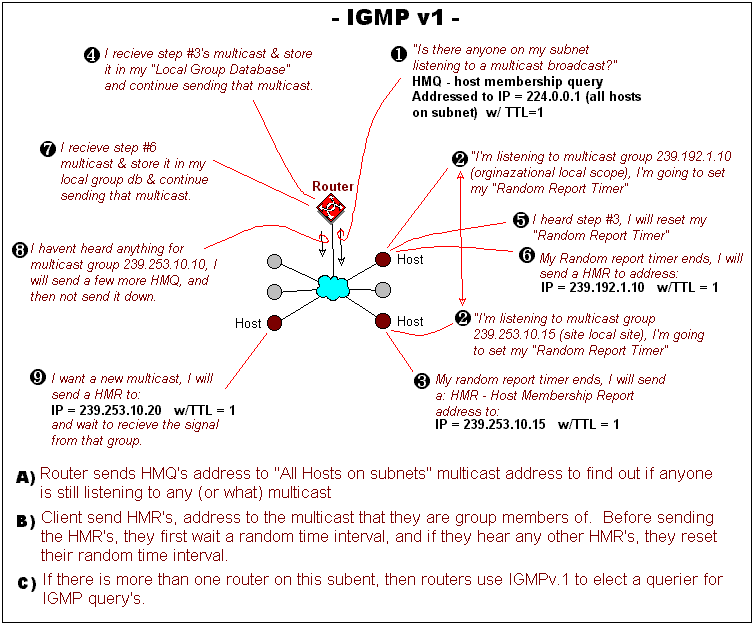 - IGMP v1 -
4 I recieve step #3's multicast & store
it in my "Local Group Database"
and continue sending that multicast.
1 "Is there anyone on my subnet
listening to a multicast broadcast?"
HMQ - host membership query
Addressed to IP = 224.0.0.1 (all hosts
on subnet) w/ TTL=1
7 I recieve step #6
multicast & store it in my
local group db & continue
sending that multicast.
Router
2 "I'm listening to multicast group 239.192.1.10
(orginazational local scope), I'm going to set
my "Random Report Timer"
5 I heard step #3, I will reset my
"Random Report Timer"
8 I havent heard anything for
multicast group 239.253.10.10, I
will send a few more HMQ, and
then not send it down.
6 My Random report timer ends, I will
send a HMR to address:
IP = 239.192.1.10 w/TTL = 1
Host
Host
Host
2 "I'm listening to multicast group
239.253.10.15 (site local site), I'm going
to set my "Random Report Timer"
9 I want a new multicast, I will
send a HMR to:
IP = 239.253.10.20 w/TTL = 1
and wait to recieve the signal
from that group.
3 My random report timer ends, I will send
a: HMR - Host Membership Report
address to:
IP = 239.253.10.15 w/TTL = 1
A) Router sends HMQ's address to "All Hosts on subnets" multicast address to find out if anyone
is still listening to any (or what) multicast
B) Client send HMR's, address to the multicast that they are group members of. Before sending
the HMR's, they first wait a random time interval, and if they hear any other HMR's, they reset
their random time interval.
C) If there is more than one router on this subent, then routers use IGMPv.1 to elect a querier for
IGMP query's.